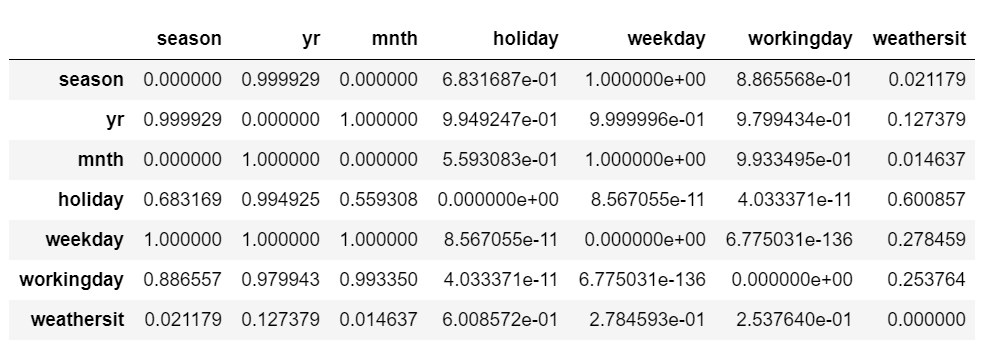 season yr mnth holiday weekday workingday weathersit
season 0.000000 0.999929 0.000000 6.831687e-01 1.000000e+00 8.865568e-01 0.021179
yr 0.999929 0.000000 1.000000 9.949247e-01 9.999996e-01 9.799434e-01 0.127379
mnth 0.000000 1.000000 0.000000 5.593083e-01 1.000000e+00 9.933495e-01 0.014637
holiday 0.683169 0.994925 0.559308 0.000000e+00 8.567055e-11 4.033371e-11 0.600857
weekday 1.000000 1.000000 1.000000 8.567055e-11 0.000000e+00 6.775031e-136 0.278459
workingday 0.886557 0.979943 0.993350 4.033371e-11 6.775031e-136 0.000000e+00 0.253764
weathersit 0.021179 0.127379 0.014637 6.008572e-01 2.784593e-01 2.537640e-01 0.000000